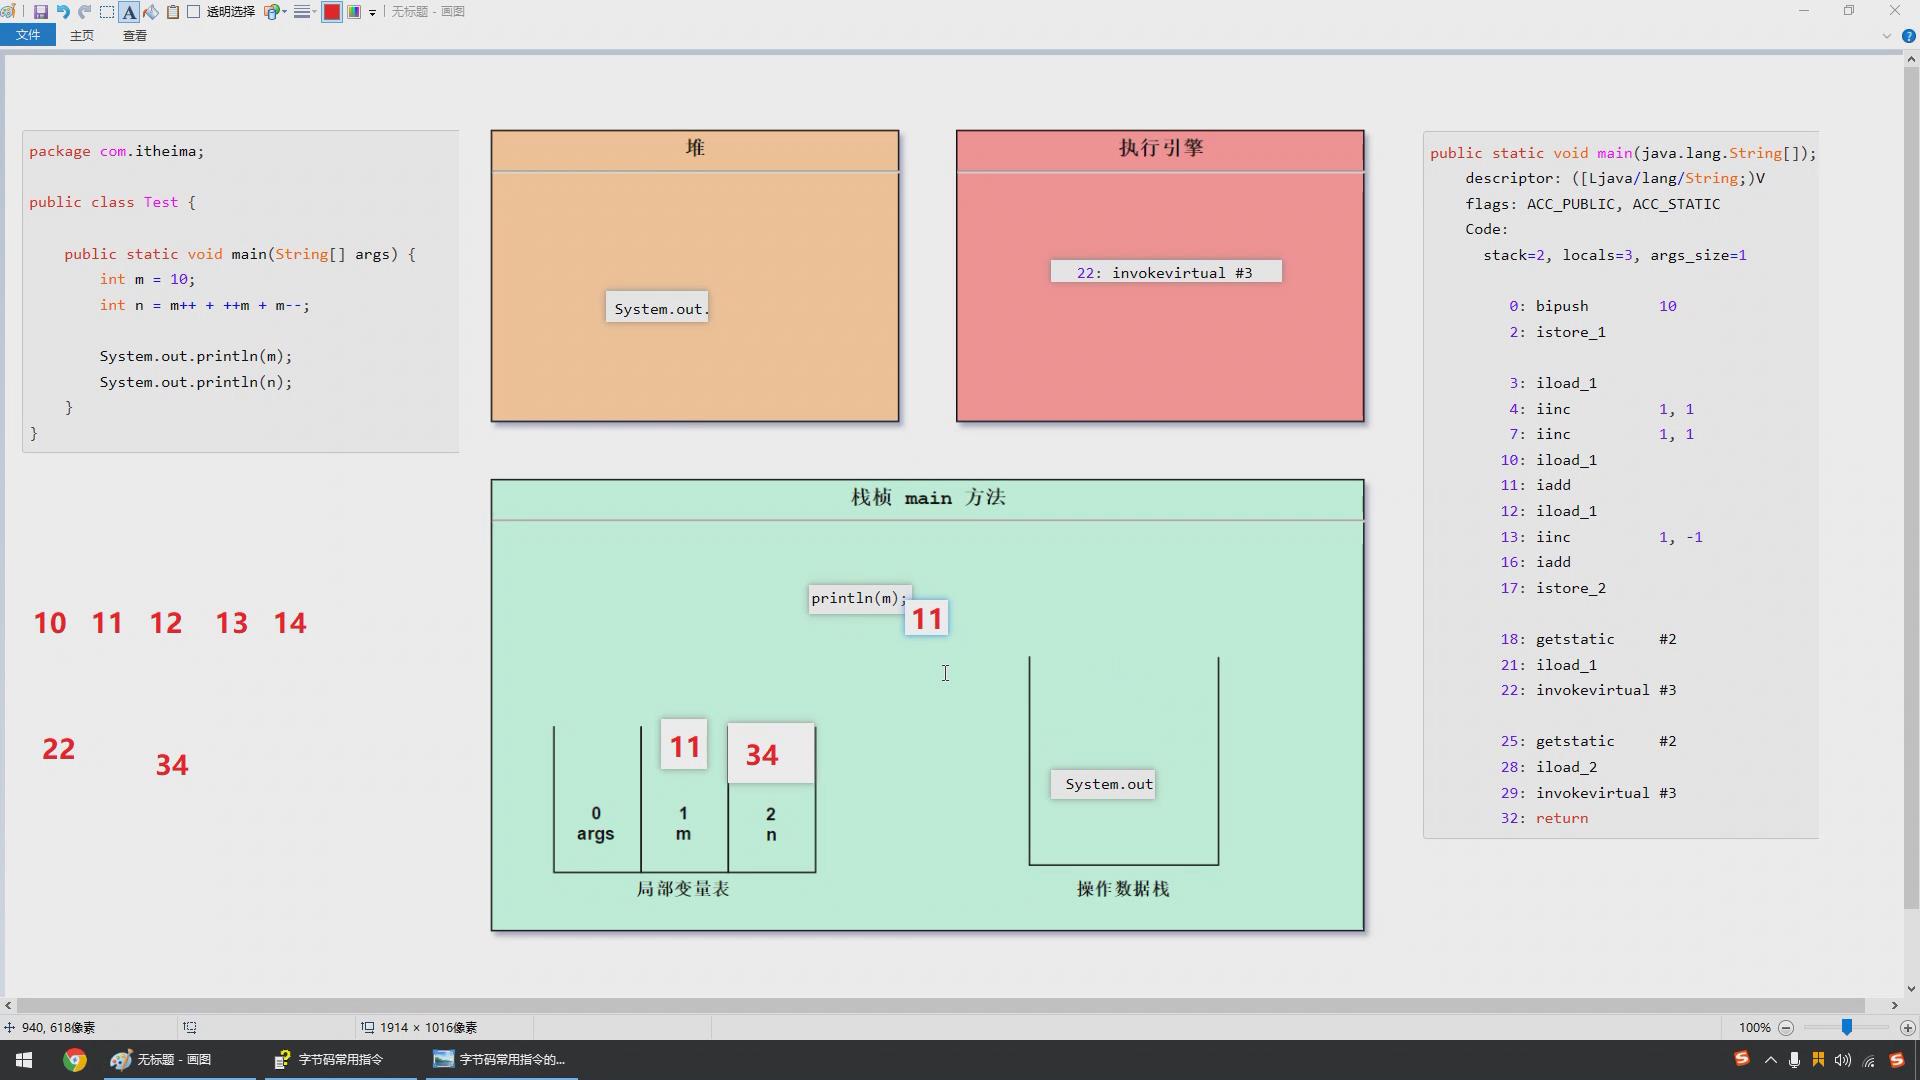 透明选择
无标题 - 画图
文件 主页 查看
package com.itheima;
public class Test {
public static void main(String[] args) {
int m = 10;
int n = m++ + ++m + m--;
System.out.println(m);
System.out.println(n);
}
}
10 11 12 13 14
22 34
堆
System.out.
执行引擎
22: invokevirtual #3
栈桢 main 方法
println(m);
11
11 34
0 1 2
args m n
局部变量表
System.out
操作数据栈
public static void main(java.lang.String[]);
descriptor: ([Ljava/lang/String;)V
flags: ACC_PUBLIC, ACC_STATIC
Code:
stack=2, locals=3, args_size=1
0: bipush 10
2: istore_1
3: iload_1
4: iinc 1, 1
7: iinc 1, 1
10: iload_1
11: iadd
12: iload_1
13: iinc 1, -1
16: iadd
17: istore_2
18: getstatic #2
21: iload_1
22: invokevirtual #3
25: getstatic #2
28: iload_2
29: invokevirtual #3
32: return
940, 618像素
1914 × 1016像素
100%
无标题 - 画图
字节码常用指令
字节码常用指令的...